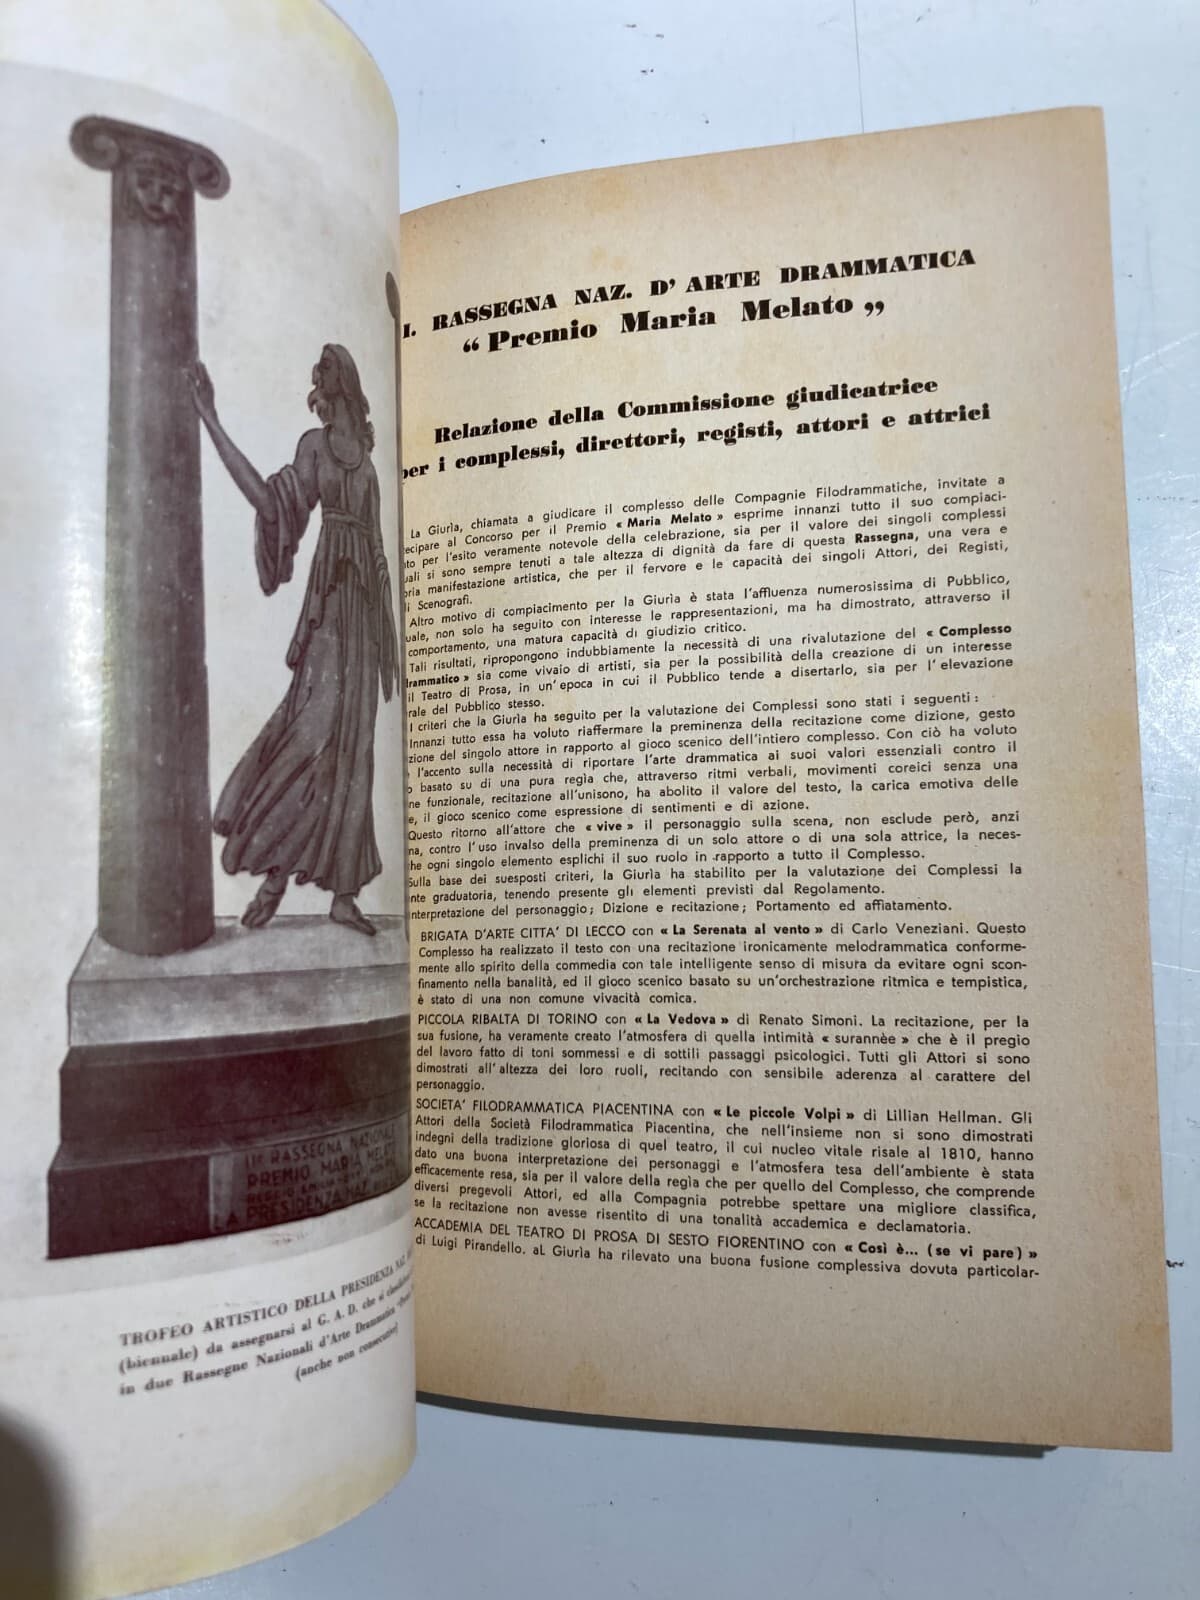 II° RASSEGNA NAZIONALE
PREMIO MARIA MELATO
REGGIO EMILIA
LA PRESIDENZA NAZ.
TROFEO ARTISTICO DELLA PRESIDENZA NAZ.
(biennale) da assegnarsi al G. A. D. che si
in due Rassegne Nazionali d'Arte Drammatica
(anche non consecutive)
I. RASSEGNA NAZ. D' ARTE DRAMMATICA
“ Premio Maria Melato „
Relazione della Commissione giudicatrice
per i complessi, direttori, registi, attori e attrici
La Giurìa, chiamata a giudicare il complesso delle Compagnie Filodrammatiche, invitate a
ecipare al Concorso per il Premio « Maria Melato » esprime innanzi tutto il suo compiaci-
to per l'esito veramente notevole della celebrazione, sia per il valore dei singoli complessi
uali si sono sempre tenuti a tale altezza di dignità da fare di questa Rassegna, una vera e
pria manifestazione artistica, che per il fervore e le capacità dei singoli Attori, dei Registi,
i Scenografi.
Altro motivo di compiacimento per la Giurìa è stata l'affluenza numerosissima di Pubblico,
uale, non solo ha seguito con interesse le rappresentazioni, ma ha dimostrato, attraverso il
comportamento, una matura capacità di giudizio critico.
Tali risultati, ripropongono indubbiamente la necessità di una rivalutazione del « Complesso
drammatico » sia come vivaio di artisti, sia per la possibilità della creazione di un interesse
il Teatro di Prosa, in un'epoca in cui il Pubblico tende a disertarlo, sia per l'elevazione
rale del Pubblico stesso.
I criteri che la Giurìa ha seguito per la valutazione dei Complessi sono stati i seguenti :
Innanzi tutto essa ha voluto riaffermare la preminenza della recitazione come dizione, gesto
zione del singolo attore in rapporto al gioco scenico dell'intiero complesso. Con ciò ha voluto
l'accento sulla necessità di riportare l'arte drammatica ai suoi valori essenziali contro il
o basato su di una pura regìa che, attraverso ritmi verbali, movimenti coreici senza una
ne funzionale, recitazione all'unisono, ha abolito il valore del testo, la carica emotiva delle
e, il gioco scenico come espressione di sentimenti e di azione.
Questo ritorno all'attore che « vive » il personaggio sulla scena, non esclude però, anzi
na, contro l'uso invalso della preminenza di un solo attore o di una sola attrice, la neces-
he ogni singolo elemento esplichi il suo ruolo in rapporto a tutto il Complesso.
Sulla base dei suesposti criteri, la Giurìa ha stabilito per la valutazione dei Complessi la
nte graduatoria, tenendo presente gli elementi previsti dal Regolamento.
nterpretazione del personaggio ; Dizione e recitazione ; Portamento ed affiatamento.
BRIGATA D'ARTE CITTA' DI LECCO con « La Serenata al vento » di Carlo Veneziani. Questo
Complesso ha realizzato il testo con una recitazione ironicamente melodrammatica conforme-
mente allo spirito della commedia con tale intelligente senso di misura da evitare ogni scon-
finamento nella banalità, ed il gioco scenico basato su un'orchestrazione ritmica e tempistica,
è stato di una non comune vivacità comica.
PICCOLA RIBALTA DI TORINO con « La Vedova » di Renato Simoni. La recitazione, per la
sua fusione, ha veramente creato l'atmosfera di quella intimità « surannèe » che è il pregio
del lavoro fatto di toni sommessi e di sottili passaggi psicologici. Tutti gli Attori si sono
dimostrati all'altezza dei loro ruoli, recitando con sensibile aderenza al carattere del
personaggio.
SOCIETA' FILODRAMMATICA PIACENTINA con « Le piccole Volpi » di Lillian Hellman. Gli
Attori della Società Filodrammatica Piacentina, che nell'insieme non si sono dimostrati
indegni della tradizione gloriosa di quel teatro, il cui nucleo vitale risale al 1810, hanno
dato una buona interpretazione dei personaggi e l'atmosfera tesa dell'ambiente è stata
efficacemente resa, sia per il valore della regìa che per quello del Complesso, che comprende
diversi pregevoli Attori, ed alla Compagnia potrebbe spettare una migliore classifica,
se la recitazione non avesse risentito di una tonalità accademica e declamatoria.
ACCADEMIA DEL TEATRO DI PROSA DI SESTO FIORENTINO con « Così è... (se vi pare) »
di Luigi Pirandello. aL Giurìa ha rilevato una buona fusione complessiva dovuta particolar-